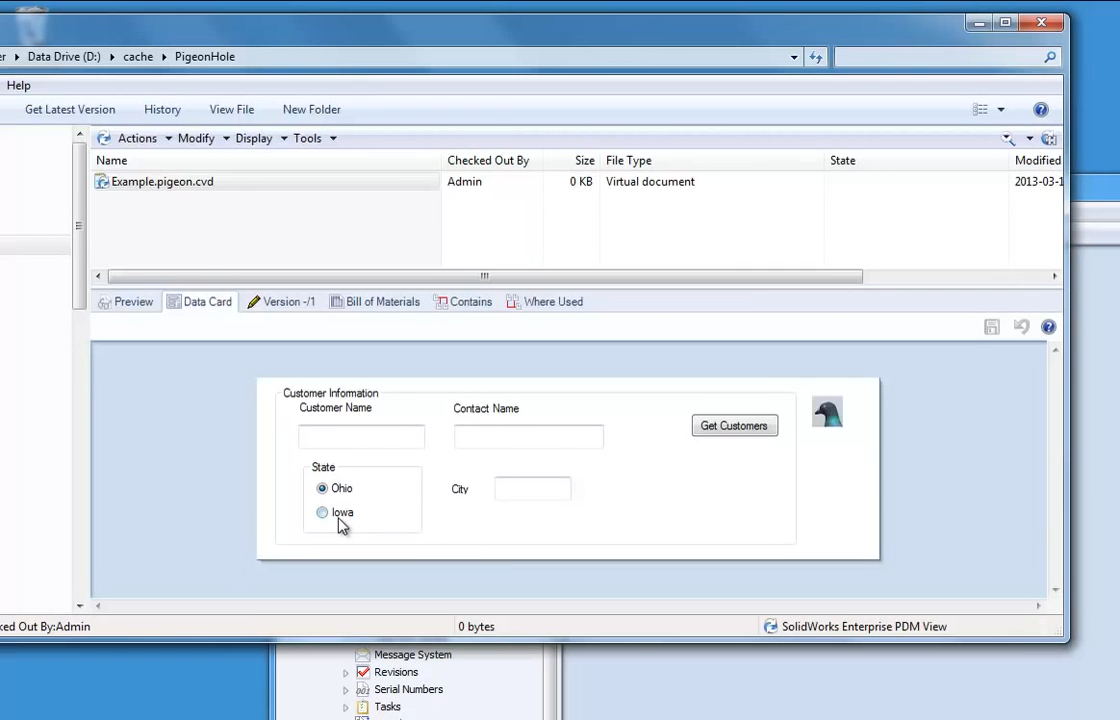 er ▸ Data Drive (D:) ▸ cache ▸ PigeonHole
Help
Get Latest Version History View File New Folder
Actions Modify Display Tools
Name Checked Out By Size File Type State Modified
Example.pigeon.cvd Admin 0 KB Virtual document 2013-03-1
Preview Data Card Version -/1 Bill of Materials Contains Where Used
Customer Information
Customer Name Contact Name
Get Customers
State
Ohio
City
Iowa
ked Out By:Admin 0 bytes SolidWorks Enterprise PDM View
Message System
Revisions
Serial Numbers
Tasks